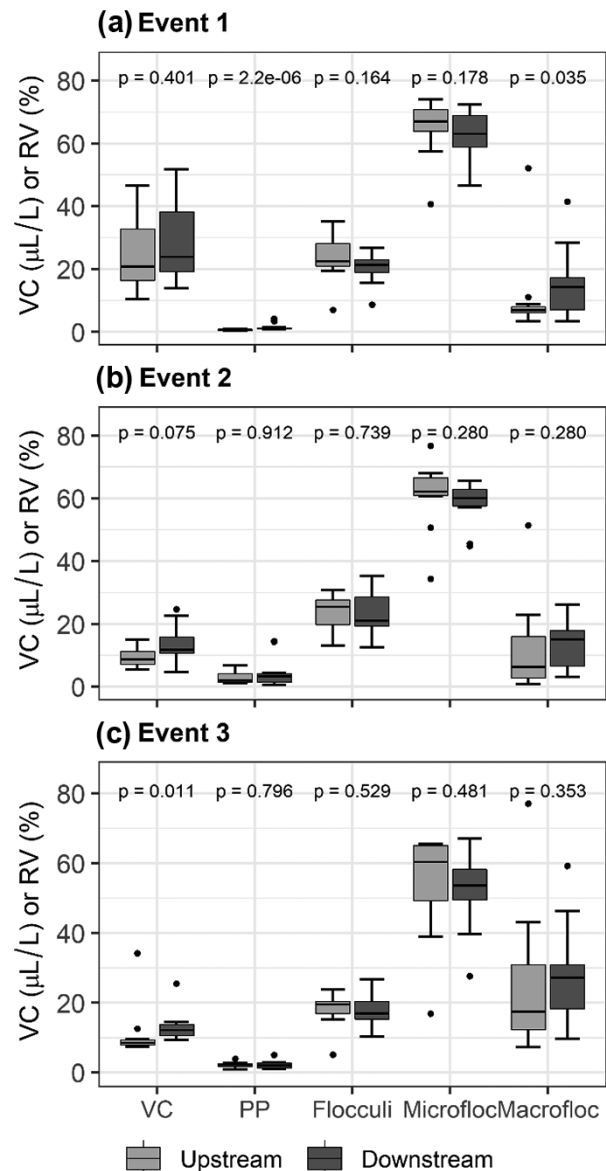 (a) Event 1
VC (µL/L) or RV (%)
80
60
40
20
0
p = 0.401 p = 2.2e-06 p = 0.164 p = 0.178 p = 0.035
(b) Event 2
VC (µL/L) or RV (%)
80
60
40
20
0
p = 0.075 p = 0.912 p = 0.739 p = 0.280 p = 0.280
(c) Event 3
VC (µL/L) or RV (%)
80
60
40
20
0
p = 0.011 p = 0.796 p = 0.529 p = 0.481 p = 0.353
VC PP Flocculi Microfloc Macrofloc
Upstream Downstream